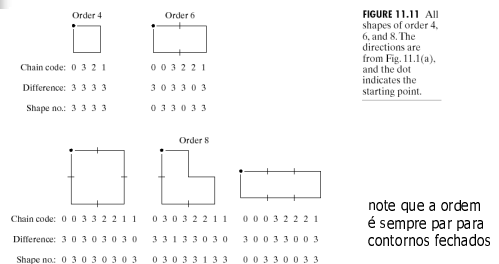 Order 4
Order 6
Chain code: 0 3 2 1
0 0 3 2 2 1
Difference: 3 3 3 3
3 0 3 3 0 3
Shape no.: 3 3 3 3
0 3 3 0 3 3
FIGURE 11.11 All
shapes of order 4,
6, and 8. The
directions are
from Fig. 11.1(a),
and the dot
indicates the
starting point.
Order 8
Chain code: 0 0 3 3 2 2 1 1
0 3 0 3 2 2 1 1
0 0 0 3 2 2 2 1
Difference: 3 0 3 0 3 0 3 0
3 3 1 3 3 0 3 0
3 0 0 3 3 0 0 3
Shape no.: 0 3 0 3 0 3 0 3
0 3 0 3 3 1 3 3
0 0 3 3 0 0 3 3
note que a ordem
é sempre par para
contornos fechados